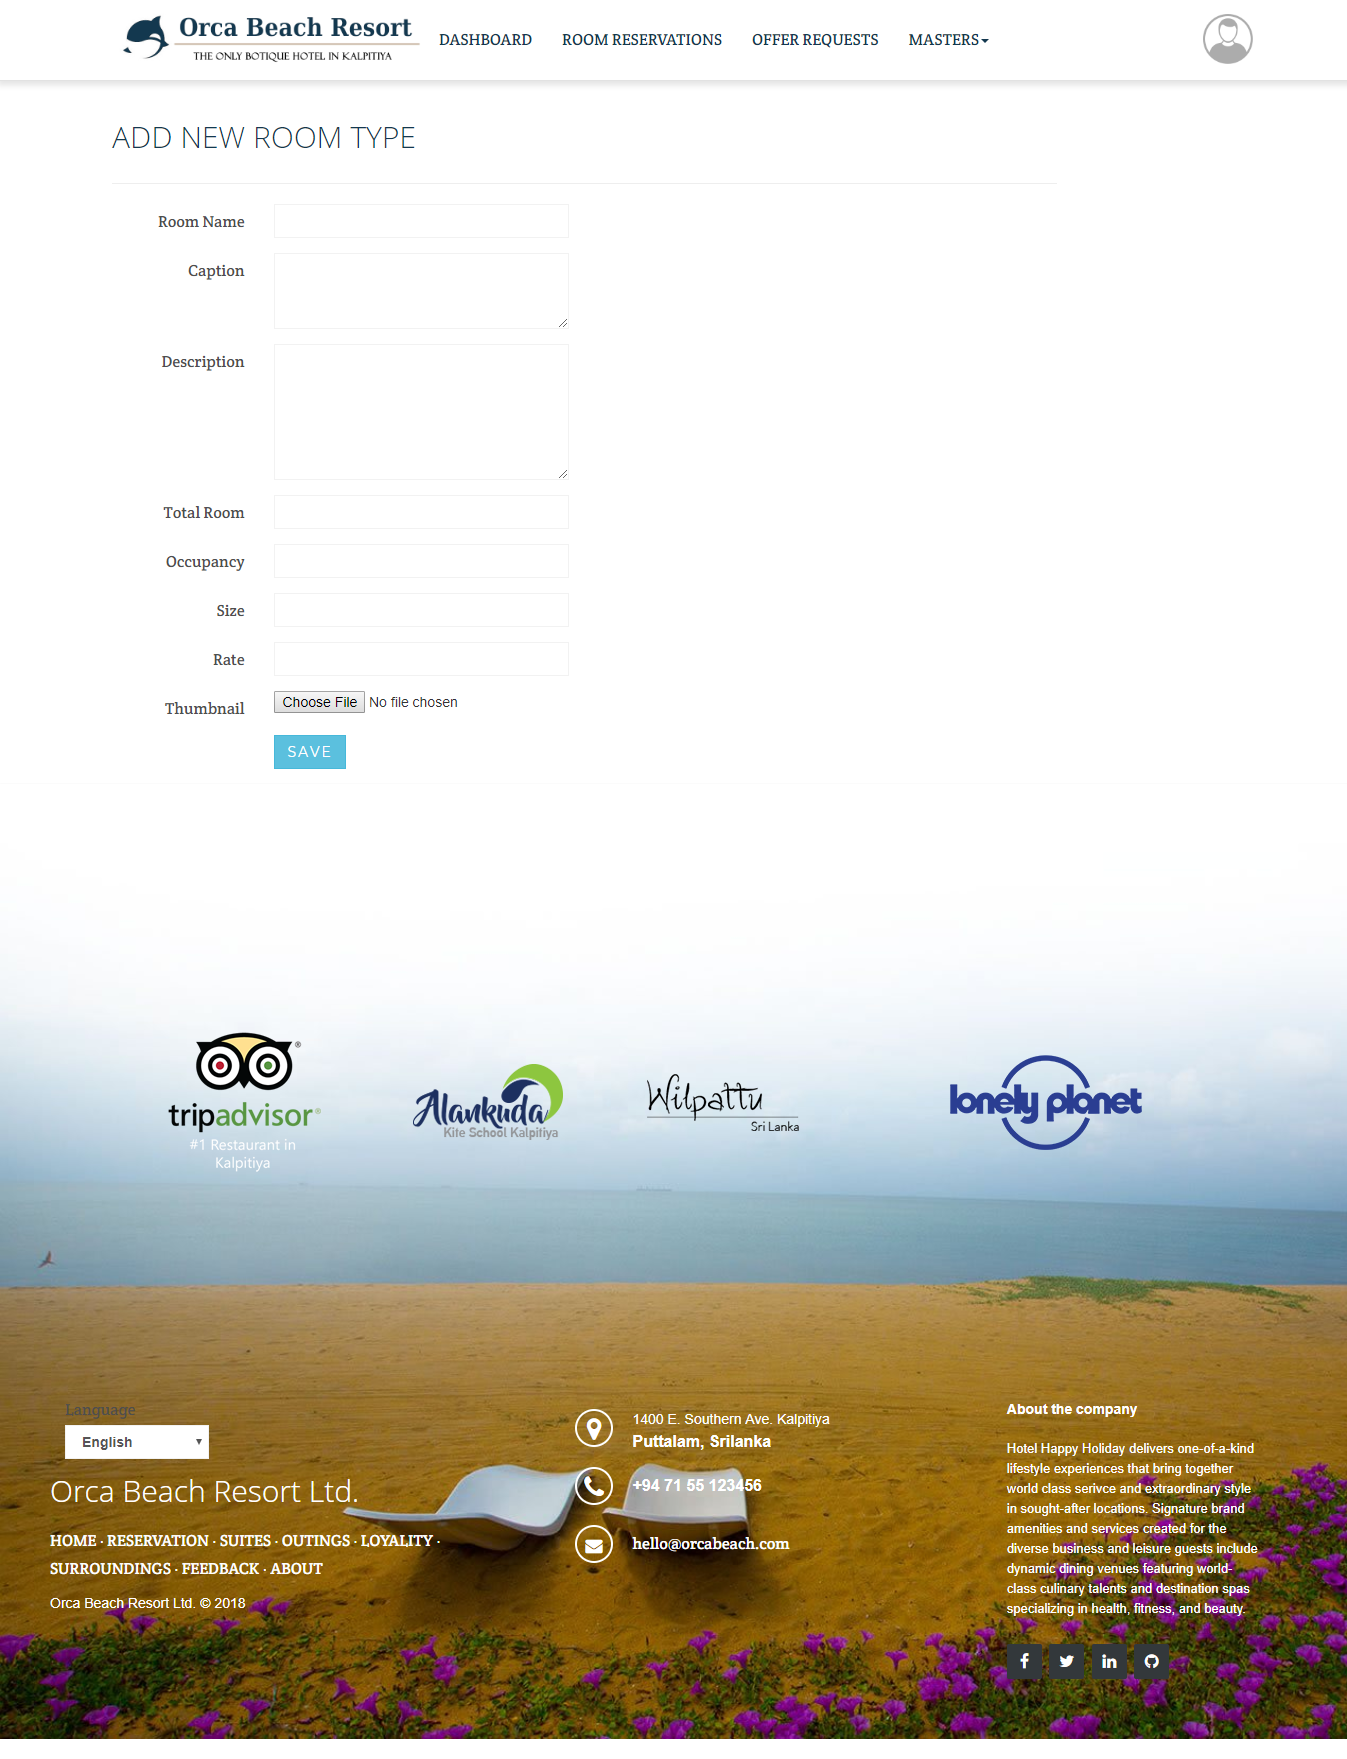 Orca Beach Resort
THE ONLY BOTIQUE HOTEL IN KALPITIYA
DASHBOARD
ROOM RESERVATIONS
OFFER REQUESTS
MASTERS
ADD NEW ROOM TYPE
Room Name
Caption
Description
Total Room
Occupancy
Size
Rate
Thumbnail
Choose File No file chosen
SAVE
tripadvisor®
#1 Restaurant in
Kalpitiya
Alankuda
Kite School Kalpitiya
Wilpattu
Sri Lanka
lonely planet
Language
English
Orca Beach Resort Ltd.
HOME · RESERVATION · SUITES · OUTINGS · LOYALITY ·
SURROUNDINGS · FEEDBACK · ABOUT
Orca Beach Resort Ltd. © 2018
1400 E. Southern Ave. Kalpitiya
Puttalam, Srilanka
+94 71 55 123456
hello@orcabeach.com
About the company
Hotel Happy Holiday delivers one-of-a-kind
lifestyle experiences that bring together
world class serivce and extraordinary style
in sought-after locations. Signature brand
amenities and services created for the
diverse business and leisure guests include
dynamic dining venues featuring world-
class culinary talents and destination spas
specializing in health, fitness, and beauty.